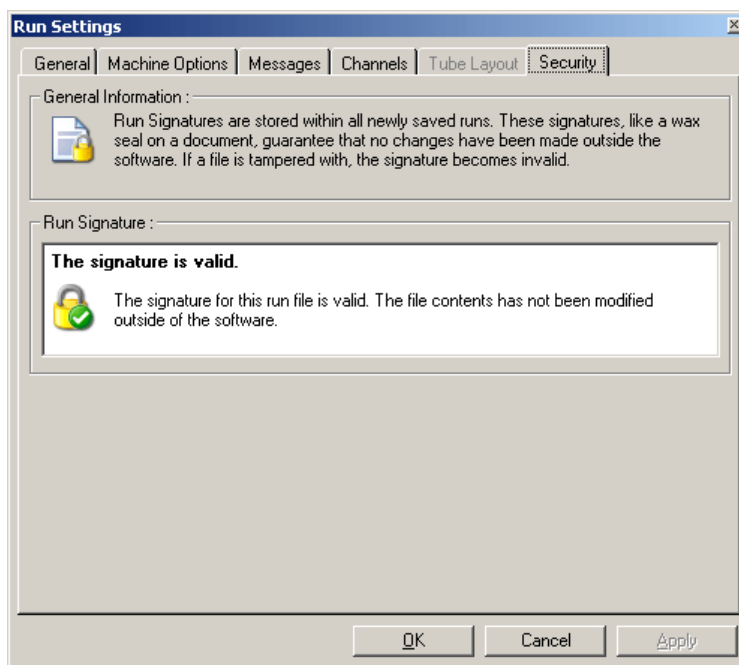 Run Settings
General Machine Options Messages Channels Tube Layout Security
General Information :
Run Signatures are stored within all newly saved runs. These signatures, like a wax
seal on a document, guarantee that no changes have been made outside the
software. If a file is tampered with, the signature becomes invalid.
Run Signature :
The signature is valid.
The signature for this run file is valid. The file contents has not been modified
outside of the software.
OK Cancel Apply